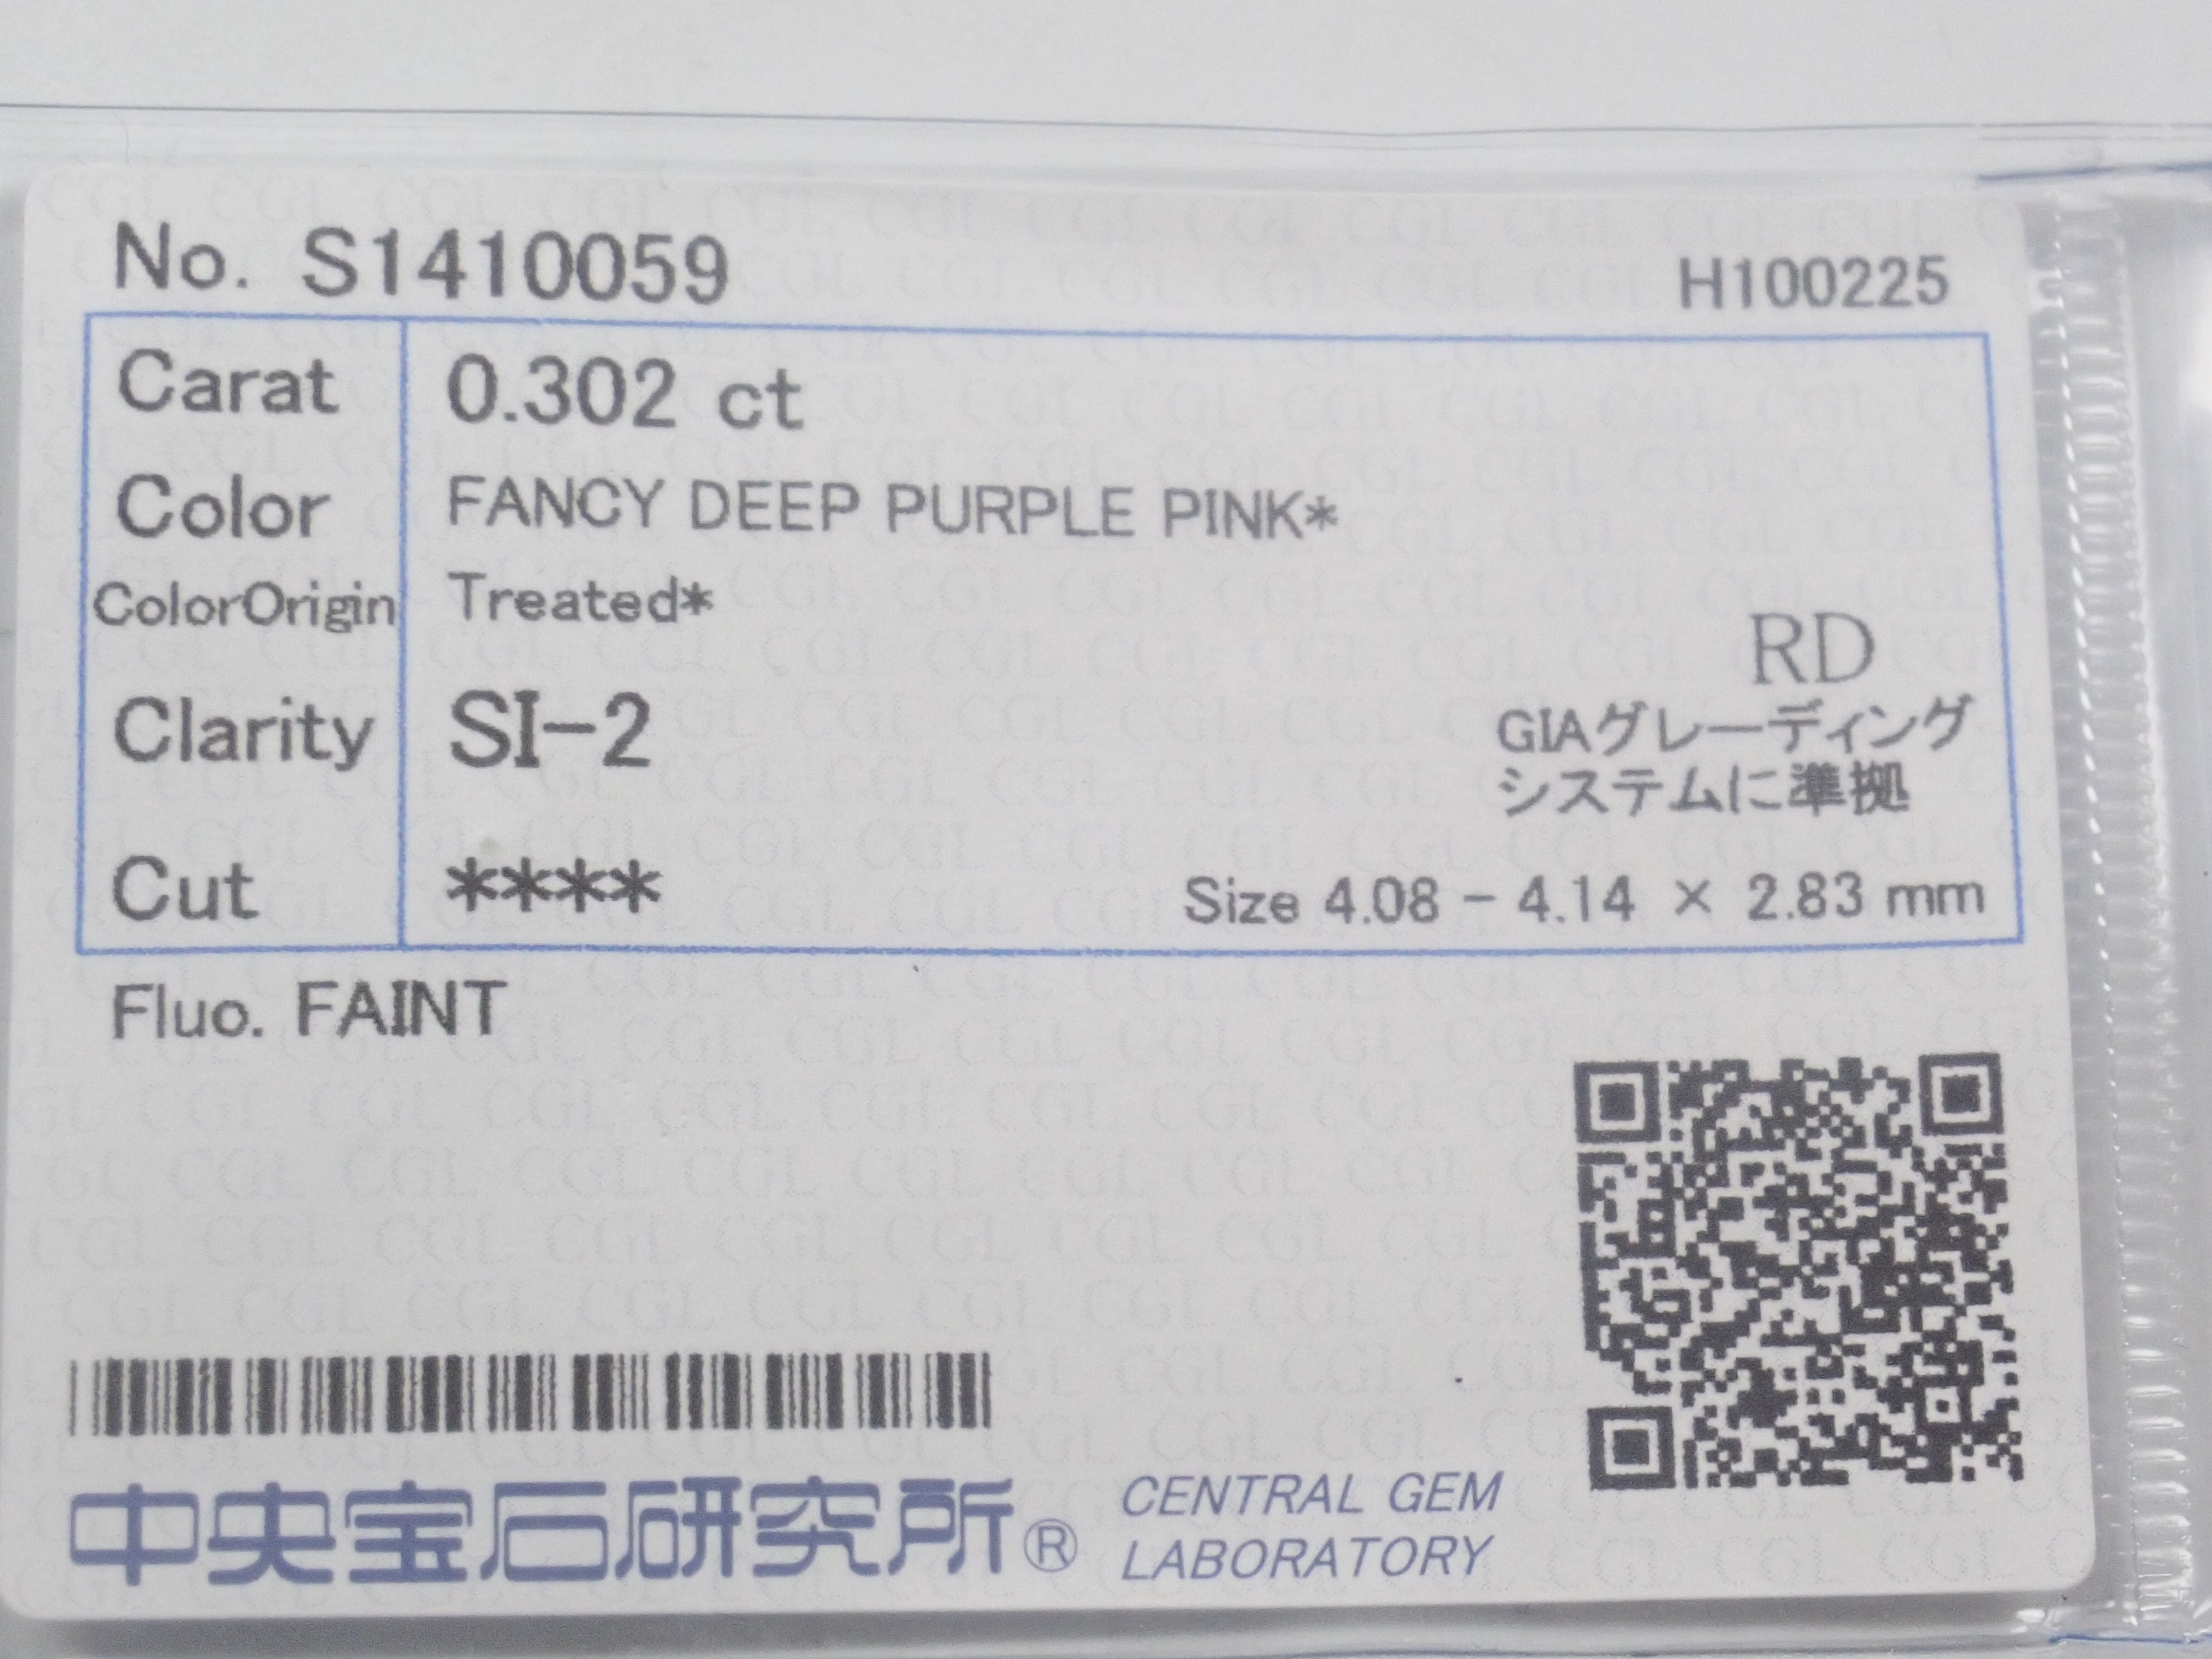 No. S1410059
H100225
Carat 0.302 ct
Color FANCY DEEP PURPLE PINK*
ColorOrigin Treated*
RD
Clarity SI-2
GIAグレーディング
システムに準拠
Cut ****
Size 4.08 - 4.14 × 2.83 mm
Fluo. FAINT
中央宝石研究所®
CENTRAL GEM
LABORATORY